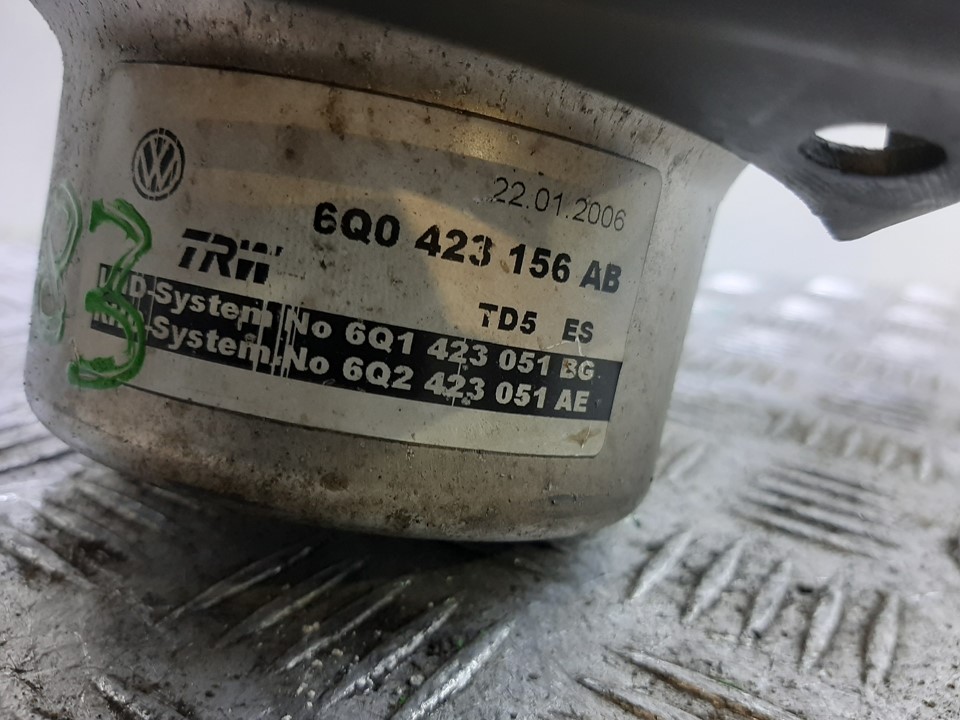 22.01.2006
6Q0 423 156 AB
TRW
TD5 ES
System No 6Q1 423 051 BG
System No 6Q2 423 051 AE
83